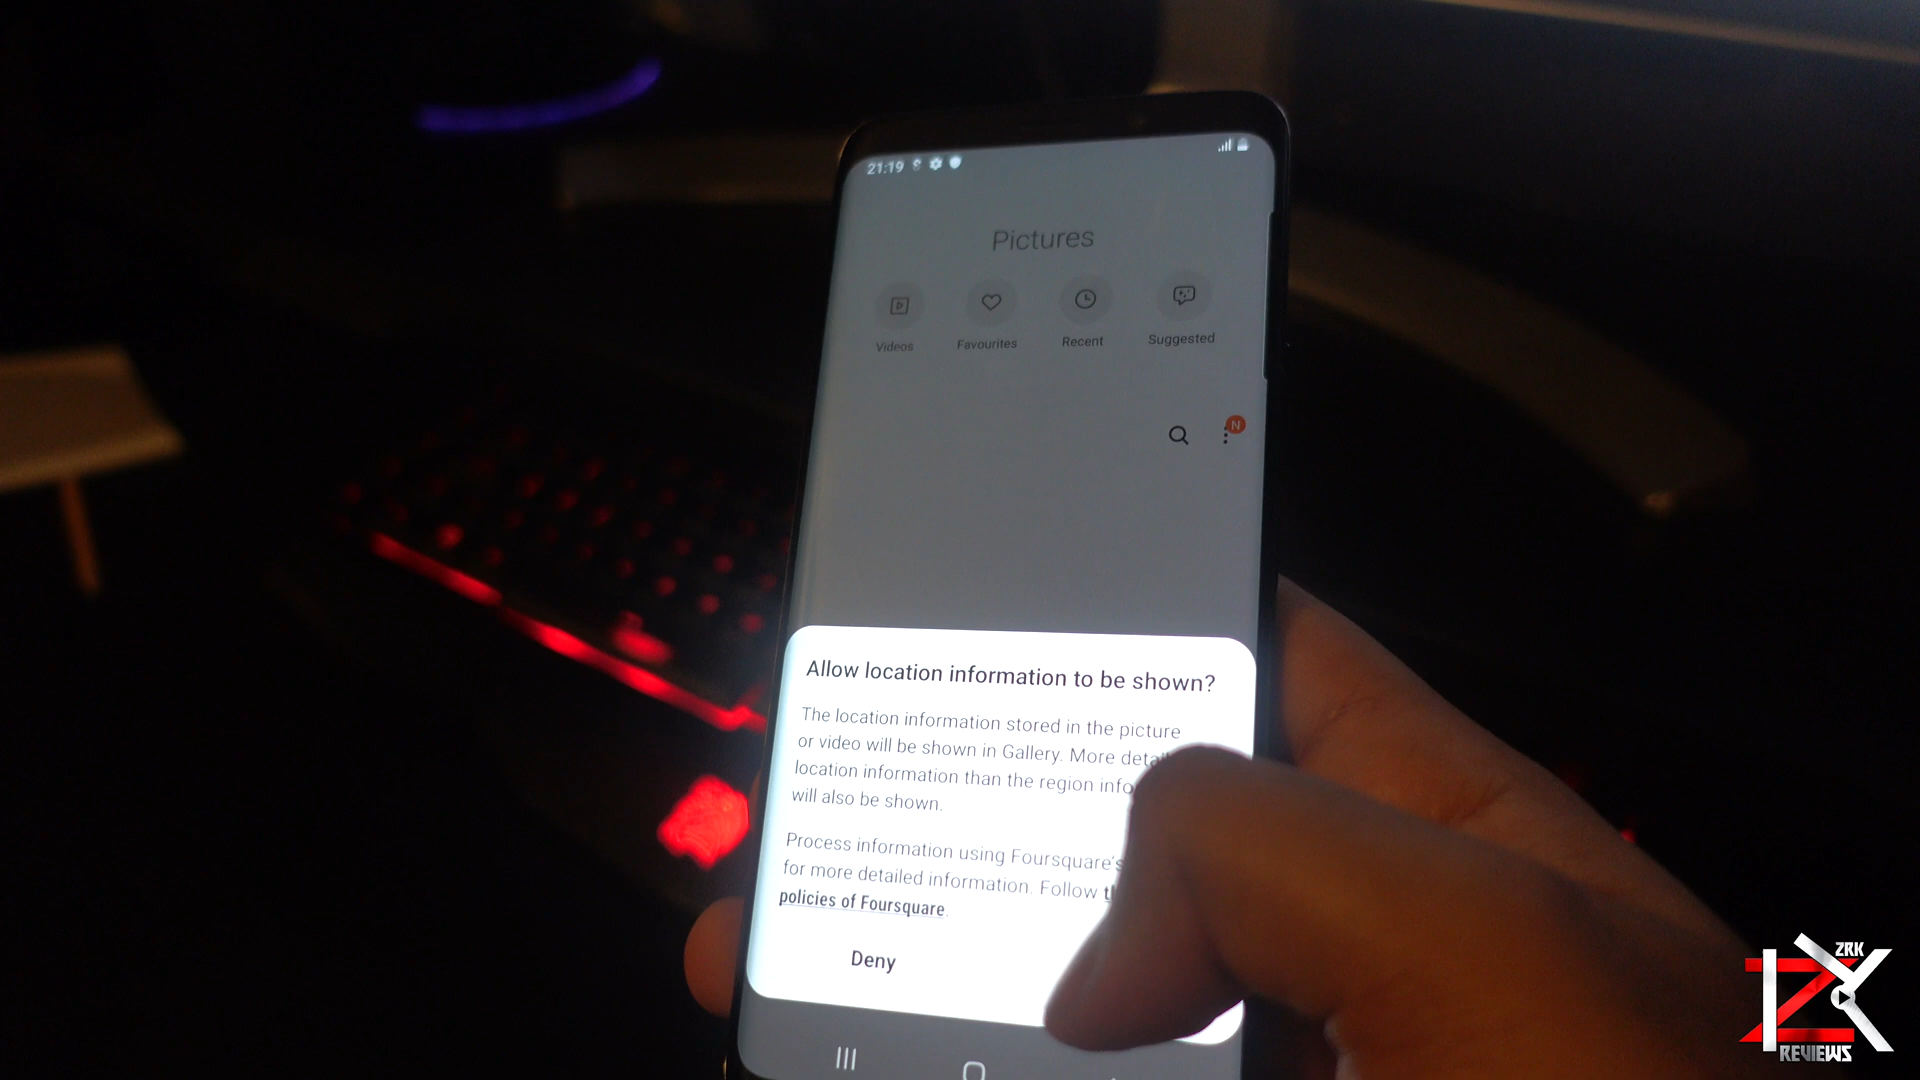 21:19
Pictures
Videos Favourites Recent Suggested
N
Allow location information to be shown?
The location information stored in the picture
or video will be shown in Gallery. More
location information than the region
will also be shown.
Process information using Foursquare's
for more detailed information. Follow
policies of Foursquare.
Deny
ZRK
REVIEWS